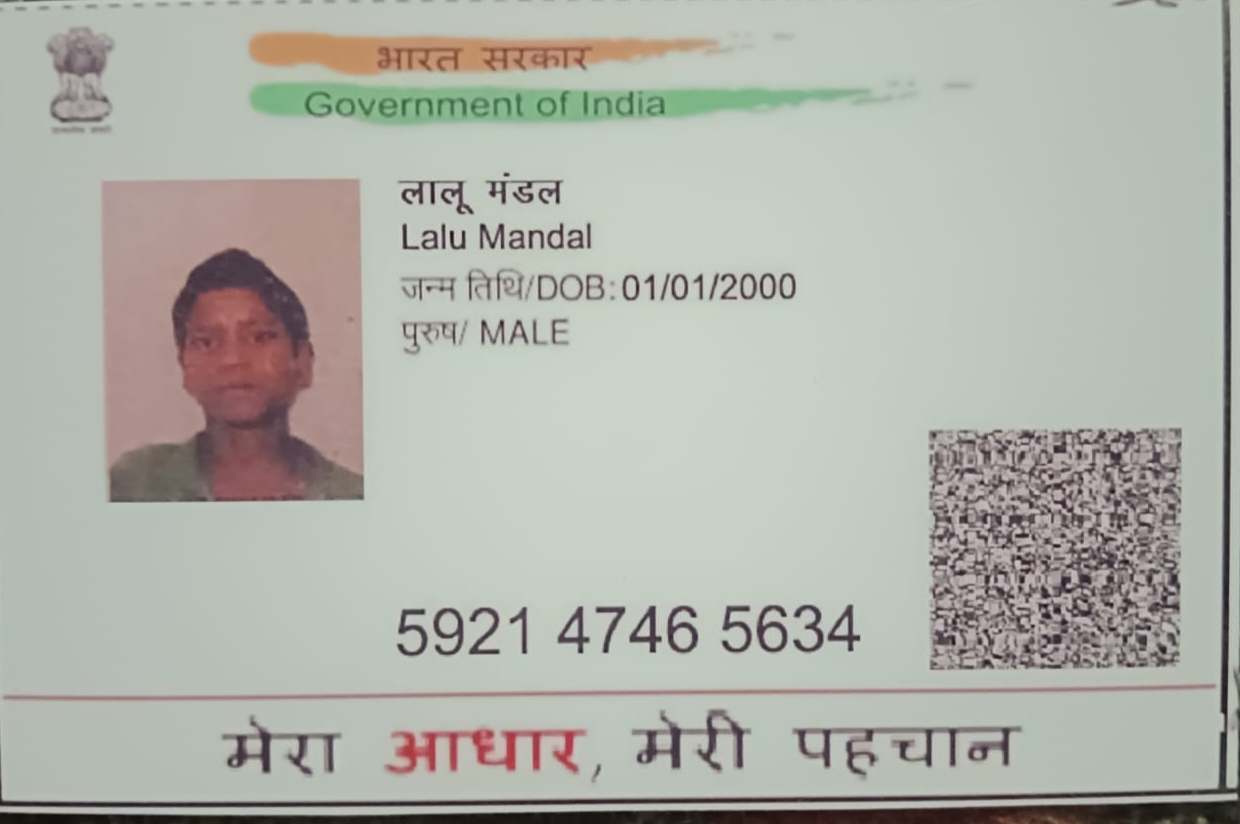 भारत सरकार
Government of India
लालू मंडल
Lalu Mandal
जन्म तिथि/DOB: 01/01/2000
पुरुष/ MALE
5921 4746 5634
मेरा आधार, मेरी पहचान